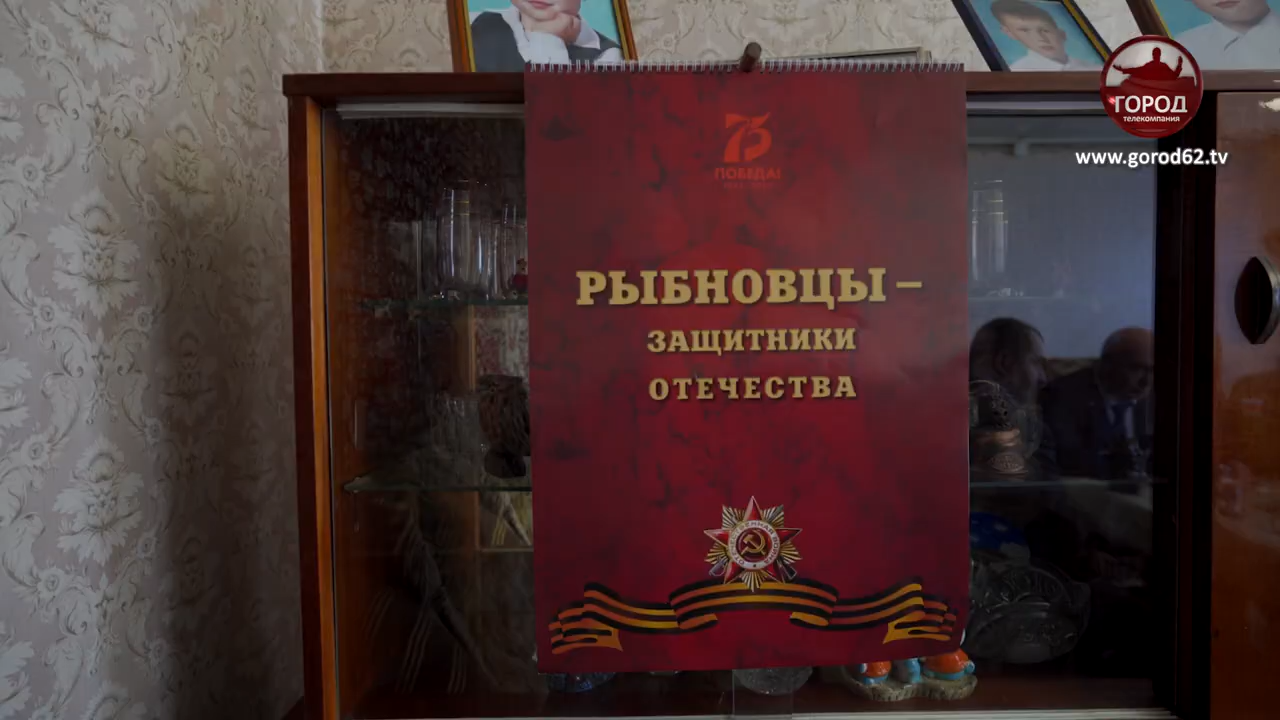 ГОРОД
телекомпания
www.gorod62.tv
75
ПОБЕДА!
РЫБНОВЦЫ –
ЗАЩИТНИКИ
ОТЕЧЕСТВА